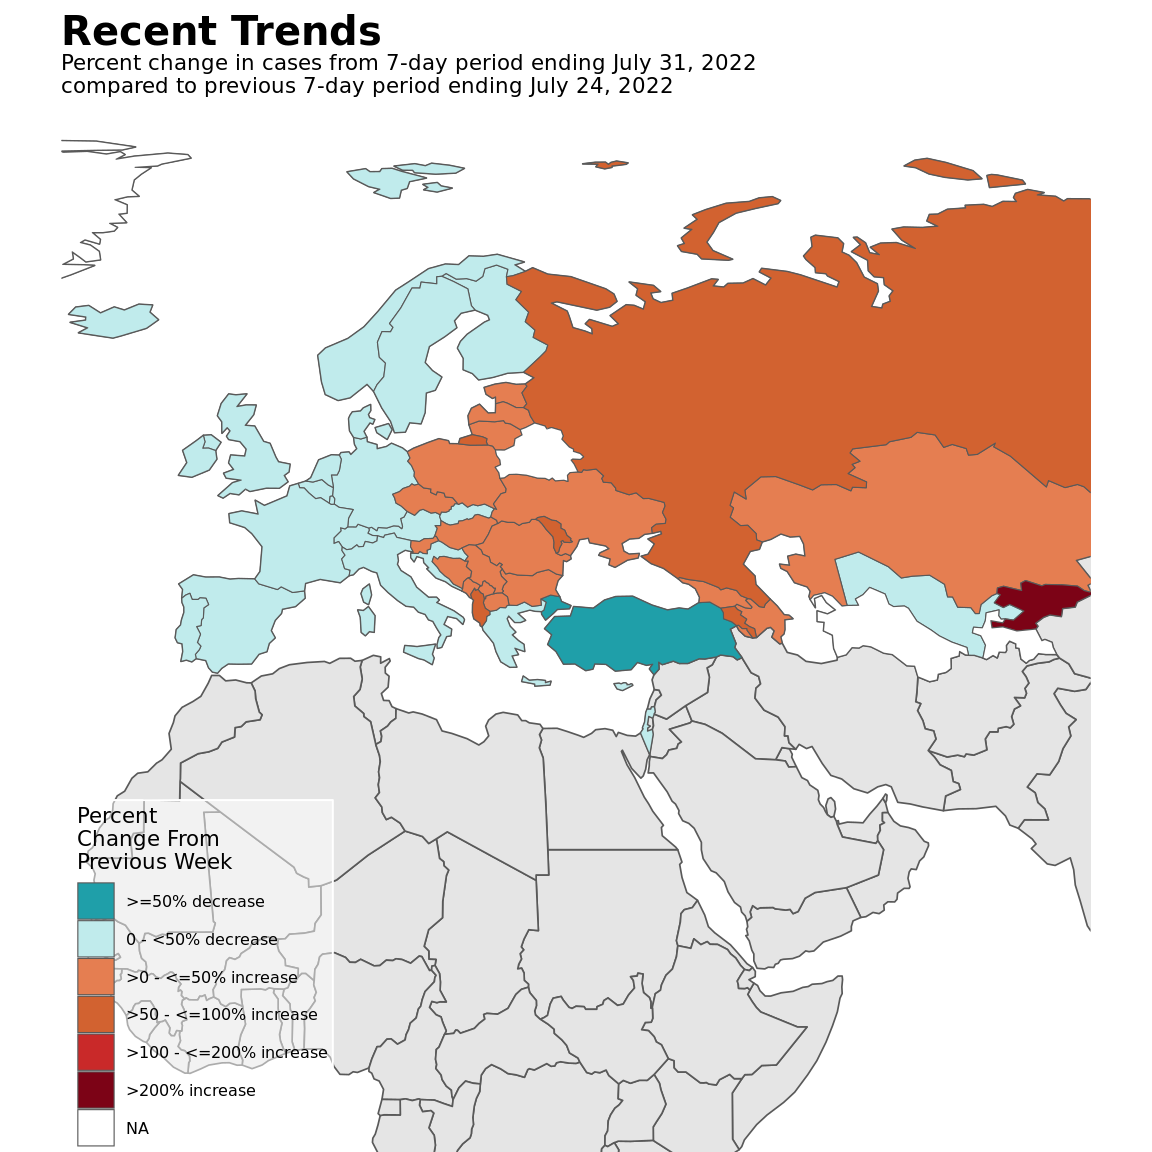 Recent Trends
Percent change in cases from 7-day period ending July 31, 2022
compared to previous 7-day period ending July 24, 2022
Percent
Change From
Previous Week
>=50% decrease
0 - <50% decrease
>0 - <=50% increase
>50 - <=100% increase
>100 - <=200% increase
>200% increase
NA